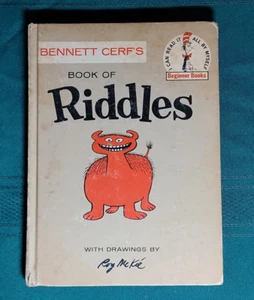 BENNETT CERF'S
BOOK OF
Riddles
I CAN READ IT ALL BY MYSELF
Beginner Books
WITH DRAWINGS BY
Roy McKie